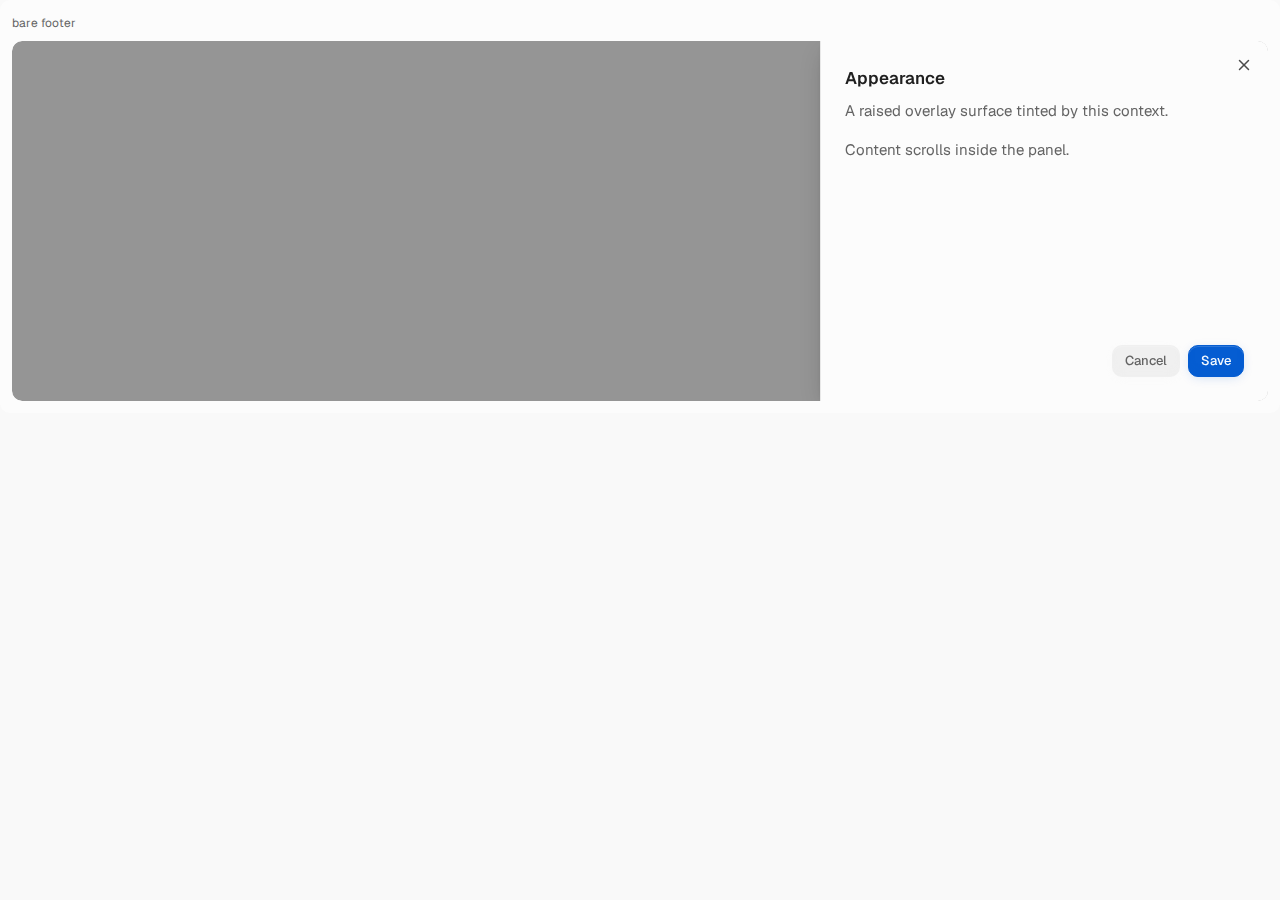 bare footer
Appearance
A raised overlay surface tinted by this context.
Content scrolls inside the panel.
Cancel
Save